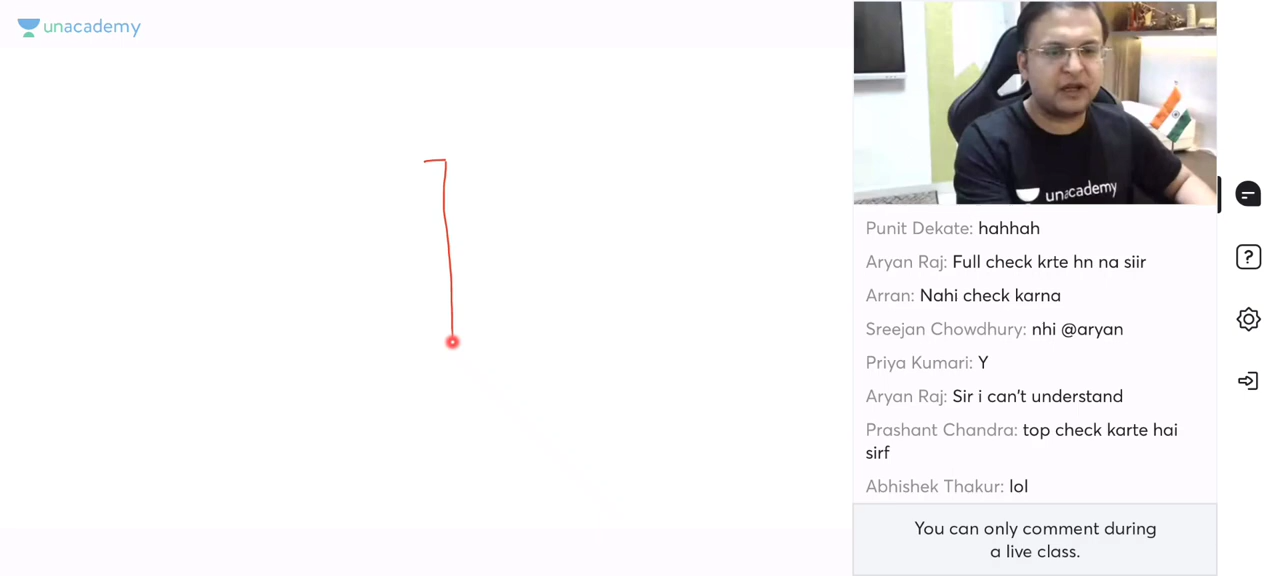 unacademy
unacademy
Punit Dekate: hahhah
Aryan Raj: Full check krte hn na siir
Arran: Nahi check karna
Sreejan Chowdhury: nhi @aryan
Priya Kumari: Y
Aryan Raj: Sir i can't understand
Prashant Chandra: top check karte hai
sirf
Abhishek Thakur: lol
You can only comment during
a live class.